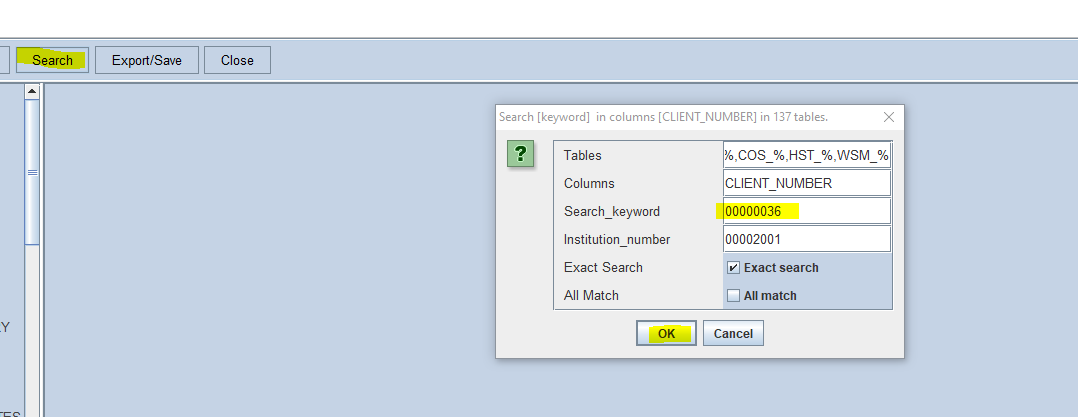 Search Export/Save Close
Search [keyword] in columns [CLIENT_NUMBER] in 137 tables.
?
Tables %,COS_%,HST_%,WSM_%
Columns CLIENT_NUMBER
Search_keyword 00000036
Institution_number 00002001
Exact Search Exact search
All Match All match
OK Cancel